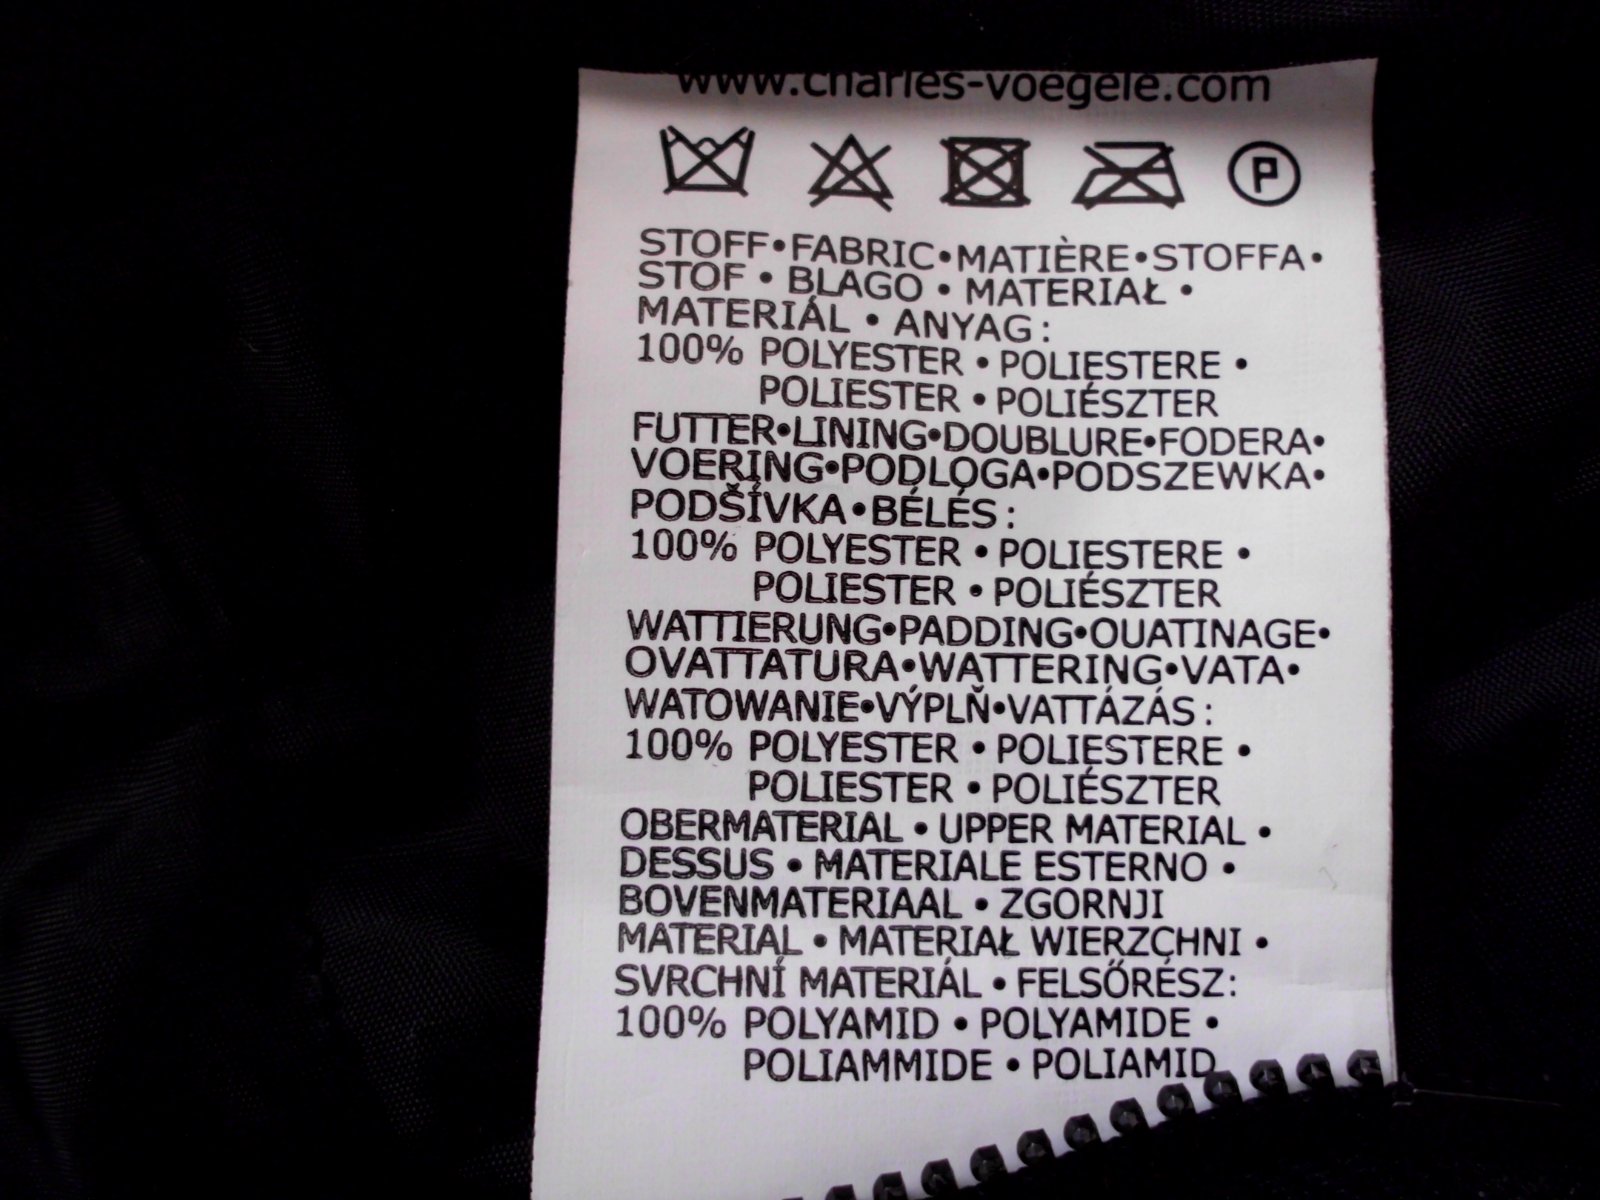 www.charles-voegele.com
P
STOFF•FABRIC•MATIÈRE•STOFFA•
STOF • BLAGO • MATERIAŁ •
MATERIÁL • ANYAG:
100% POLYESTER • POLIESTERE •
POLIESTER • POLIÉSZTER
FUTTER•LINING•DOUBLURE•FODERA•
VOERING•PODLOGA•PODSZEWKA•
PODŠÍVKA•BÉLÉS:
100% POLYESTER • POLIESTERE •
POLIESTER • POLIÉSZTER
WATTIERUNG•PADDING•OUATINAGE•
OVATTATURA•WATTERING•VATA•
WATOWANIE•VÝPLŇ•VATTÁZÁS:
100% POLYESTER • POLIESTERE •
POLIESTER • POLIÉSZTER
OBERMATERIAL • UPPER MATERIAL •
DESSUS • MATERIALE ESTERNO •
BOVENMATERIAAL • ZGORNJI
MATERIAL • MATERIAŁ WIERZCHNI •
SVRCHNÍ MATERIÁL • FELSŐRÉSZ:
100% POLYAMID • POLYAMIDE •
POLIAMMIDE • POLIAMID